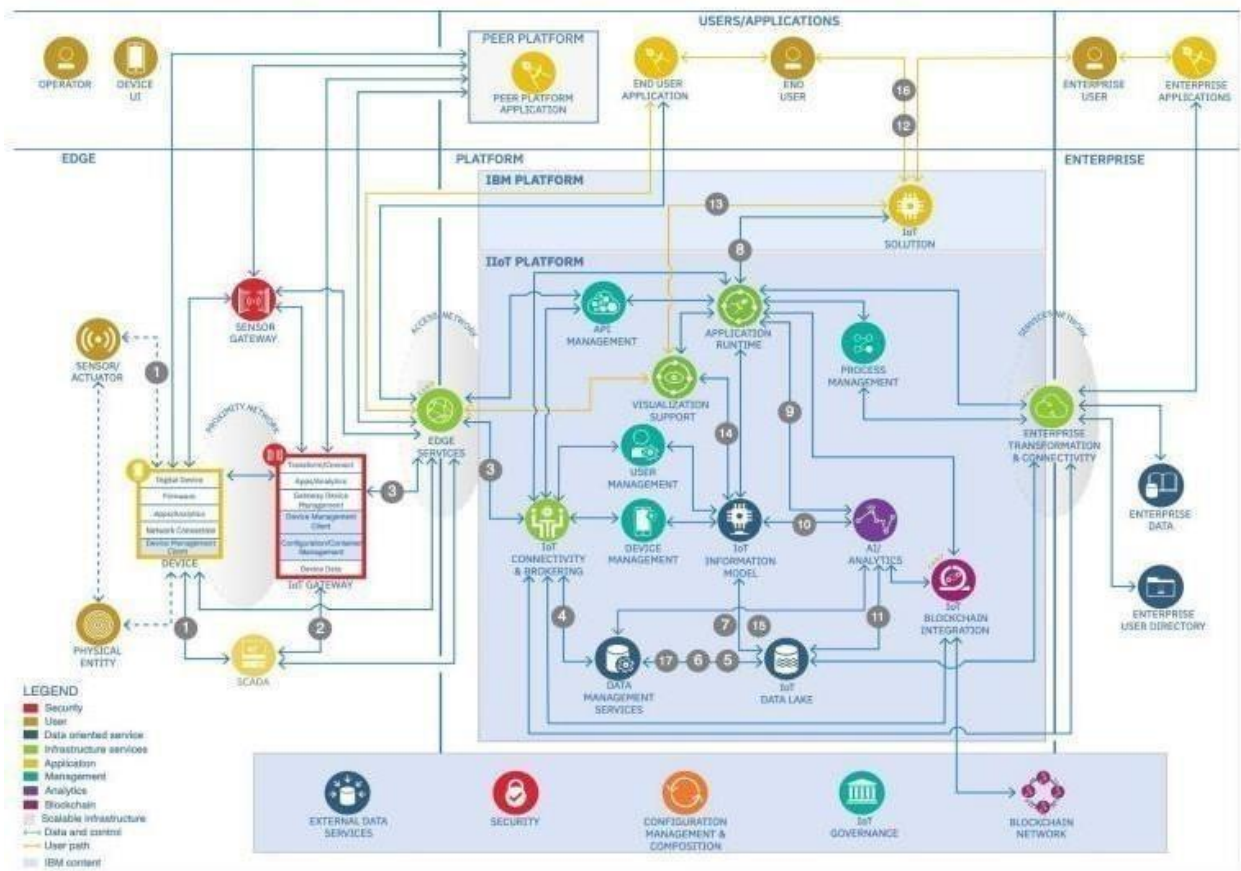 USERS/APPLICATIONS
OPERATOR
DEVICE
UI
PEER PLATFORM
PEER PLATFORM
APPLICATION
END USER
APPLICATION
END
USER
16
12
ENTERPRISE
USER
ENTERPRISE
APPLICATIONS
EDGE
PLATFORM
ENTERPRISE
IBM PLATFORM
13
IoT
SOLUTION
8
IIoT PLATFORM
SENSOR
GATEWAY
ACCESS NETWORK
API
MANAGEMENT
APPLICATION
RUNTIME
PROCESS
MANAGEMENT
SERVICES NETWORK
SENSOR/
ACTUATOR
1
PROXIMITY NETWORK
EDGE
SERVICES
VISUALIZATION
SUPPORT
14
9
ENTERPRISE
TRANSFORMATION
& CONNECTIVITY
USER
MANAGEMENT
3
3
Digital Device
Firmware
Apps/Analytics
Network Connection
Device Management
Client
DEVICE
Transform/Connect
Apps/Analytics
Gateway Device
Management
Device Management
Client
Configuration/Container
Management
Device Data
IoT GATEWAY
IoT
CONNECTIVITY
& BROKERING
DEVICE
MANAGEMENT
IoT
INFORMATION
MODEL
10
AI/
ANALYTICS
ENTERPRISE
DATA
IoT
BLOCKCHAIN
INTEGRATION
ENTERPRISE
USER DIRECTORY
PHYSICAL
ENTITY
1
2
SCADA
4
7
15
11
17
6
5
DATA
MANAGEMENT
SERVICES
IoT
DATA LAKE
LEGEND
Security
User
Data oriented service
Infrastructure services
Application
Management
Analytics
Blockchain
Scalable infrastructure
Data and control
User path
IBM content
EXTERNAL DATA
SERVICES
SECURITY
CONFIGURATION
MANAGEMENT &
COMPOSITION
IoT
GOVERNANCE
BLOCKCHAIN
NETWORK